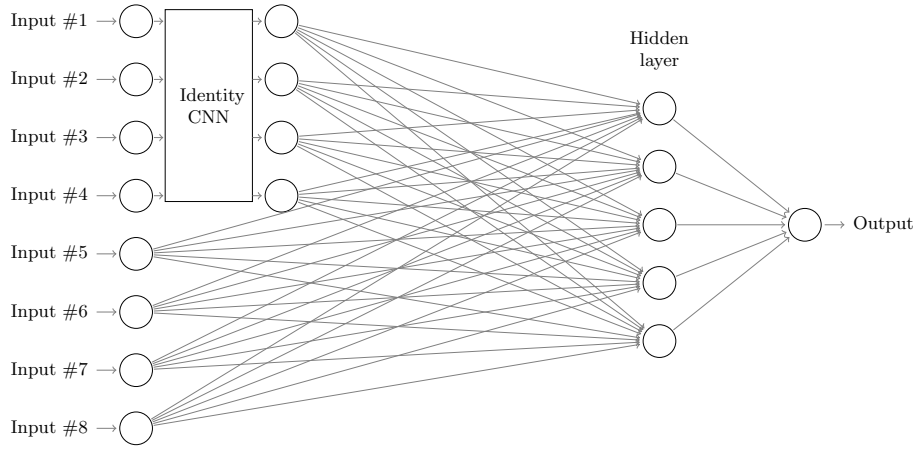 Input #1
Input #2
Input #3
Input #4
Input #5
Input #6
Input #7
Input #8
Identity
CNN
Hidden
layer
Output